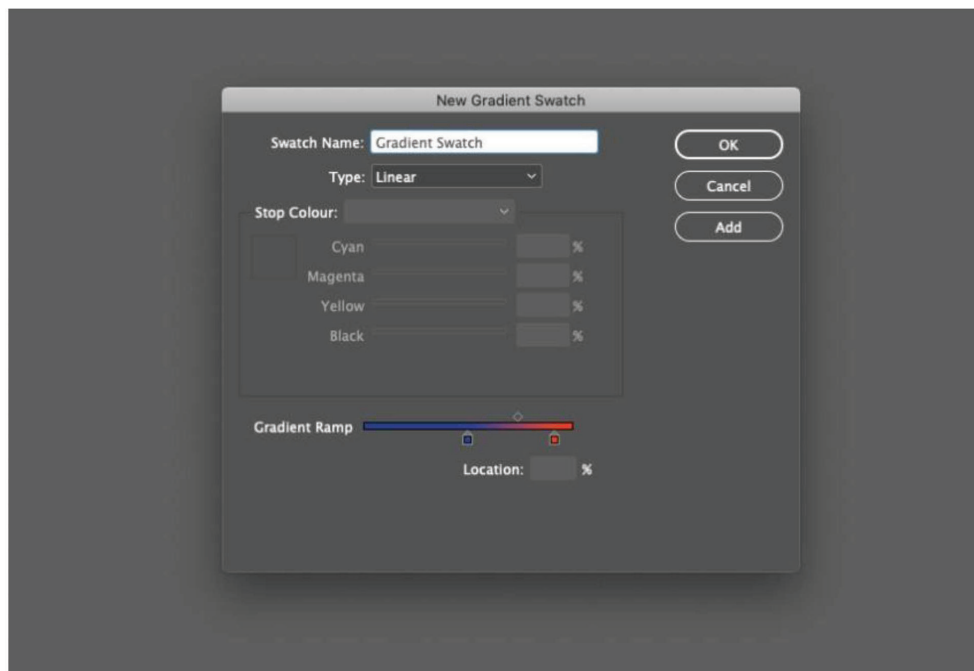 New Gradient Swatch
Swatch Name: Gradient Swatch
OK
Type: Linear
Cancel
Stop Colour:
Add
Cyan %
Magenta %
Yellow %
Black %
Gradient Ramp
Location: %